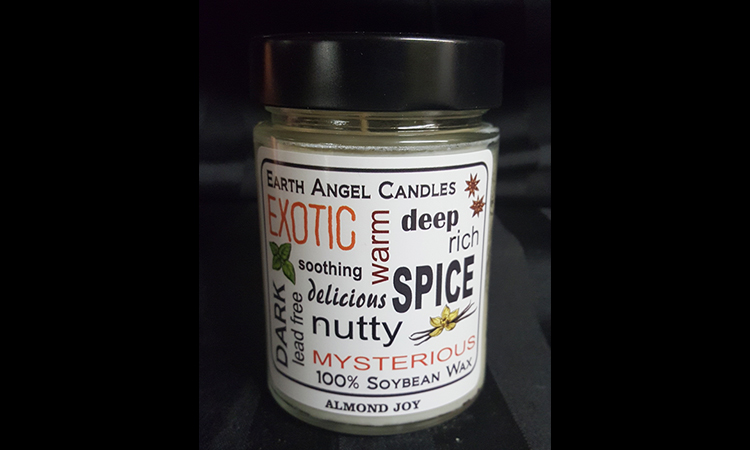 EARTH ANGEL CANDLES
EXOTIC
warm
deep
rich
soothing
DARK
lead free
delicious
SPICE
nutty
MYSTERIOUS
100% SOYBEAN WAX
ALMOND JOY